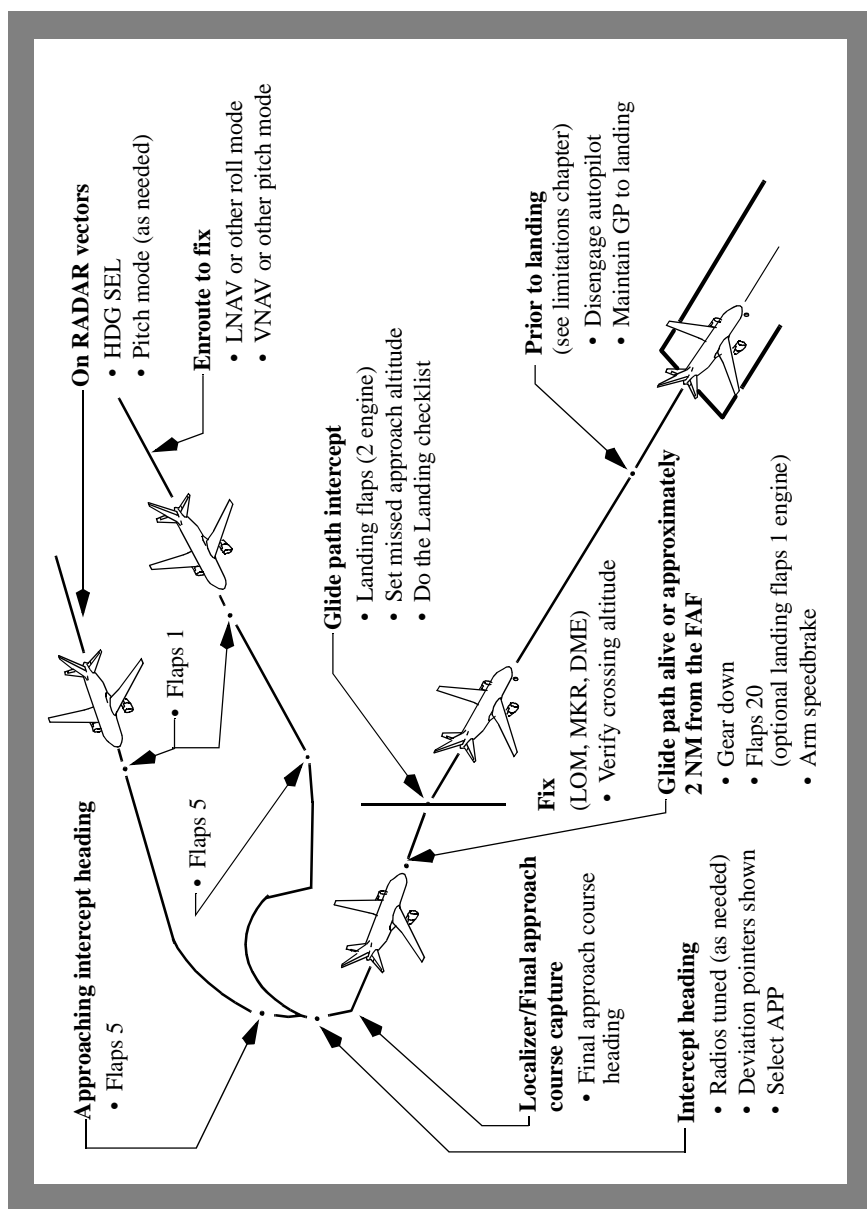 On RADAR vectors
• HDG SEL
• Pitch mode (as needed)
Enroute to fix
• LNAV or other roll mode
• VNAV or other pitch mode
• Flaps 1
Approaching intercept heading
• Flaps 5
• Flaps 5
Glide path intercept
• Landing flaps (2 engine)
• Set missed approach altitude
• Do the Landing checklist
Localizer/Final approach
course capture
• Final approach course
heading
Fix
(LOM, MKR, DME)
• Verify crossing altitude
Prior to landing
(see limitations chapter)
• Disengage autopilot
• Maintain GP to landing
Intercept heading
• Radios tuned (as needed)
• Deviation pointers shown
• Select APP
Glide path alive or approximately
2 NM from the FAF
• Gear down
• Flaps 20
(optional landing flaps 1 engine)
• Arm speedbrake